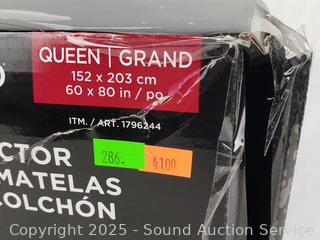 QUEEN | GRAND
152 x 203 cm
60 x 80 in / po
ITM. / ART. 1796244
286.
4100
CTOR
MATELAS
OLCHÓN
Copyright 2025 - Sound Auction Service